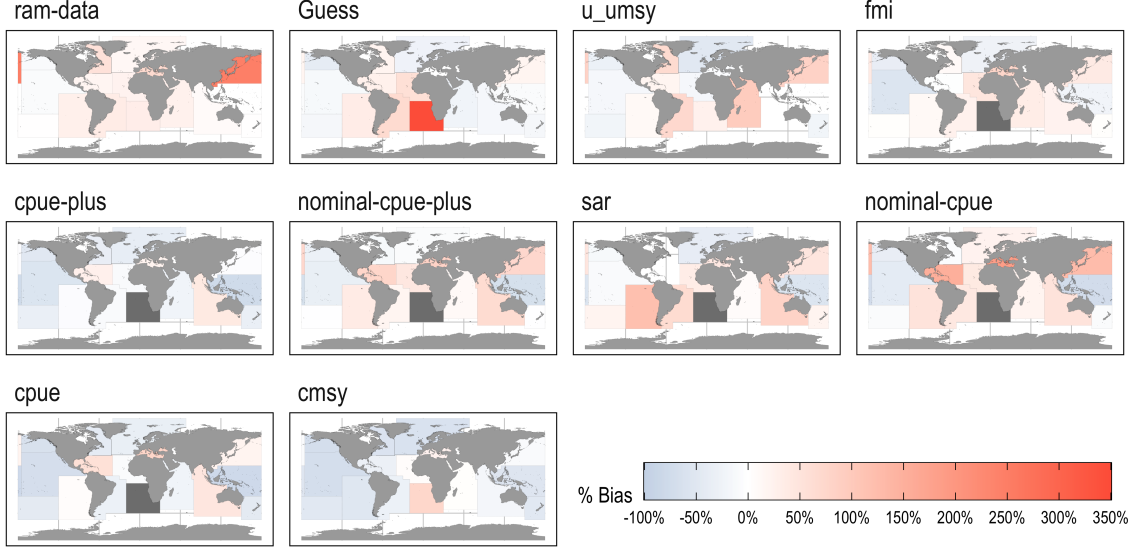 ram-data
Guess
u_umsy
fmi
cpue-plus
nominal-cpue-plus
sar
nominal-cpue
cpue
cmsy
% Bias
-100% -50% 0% 50% 100% 150% 200% 250% 300% 350%